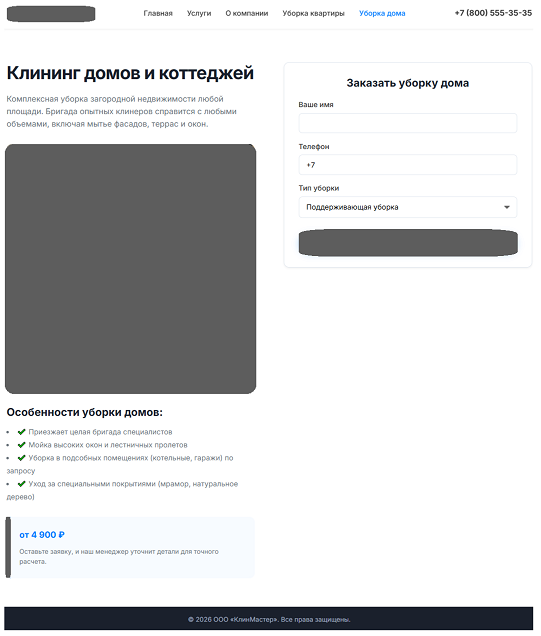 Главная Услуги О компании Уборка квартиры Уборка дома +7 (800) 555-35-35
Клининг домов и коттеджей
Комплексная уборка загородной недвижимости любой
площади. Бригада опытных клинеров справится с любыми
объемами, включая мытье фасадов, террас и окон.
Заказать уборку дома
Ваше имя
Телефон
+7
Тип уборки
Поддерживающая уборка
Особенности уборки домов:
• ✔ Приезжает целая бригада специалистов
• ✔ Мойка высоких окон и лестничных пролетов
• ✔ Уборка в подсобных помещениях (котельные, гаражи) по
запросу
• ✔ Уход за специальными покрытиями (мрамор, натуральное
дерево)
от 4 900 ₽
Оставьте заявку, и наш менеджер уточнит детали для точного
расчета.
© 2026 ООО «КлинМастер». Все права защищены.